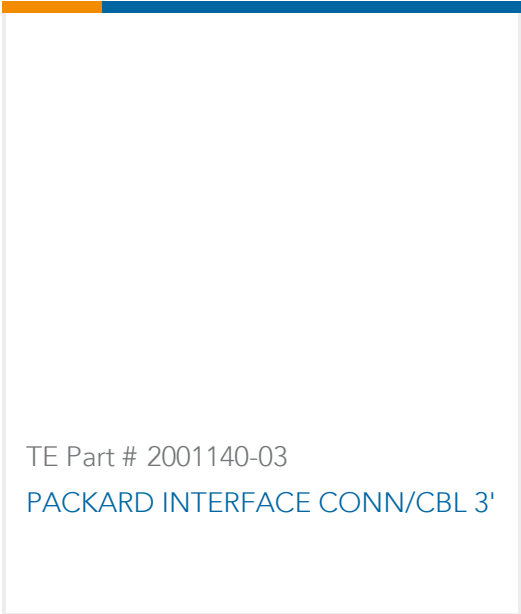 TE Part # 2001140-03
PACKARD INTERFACE CONN/CBL 3'